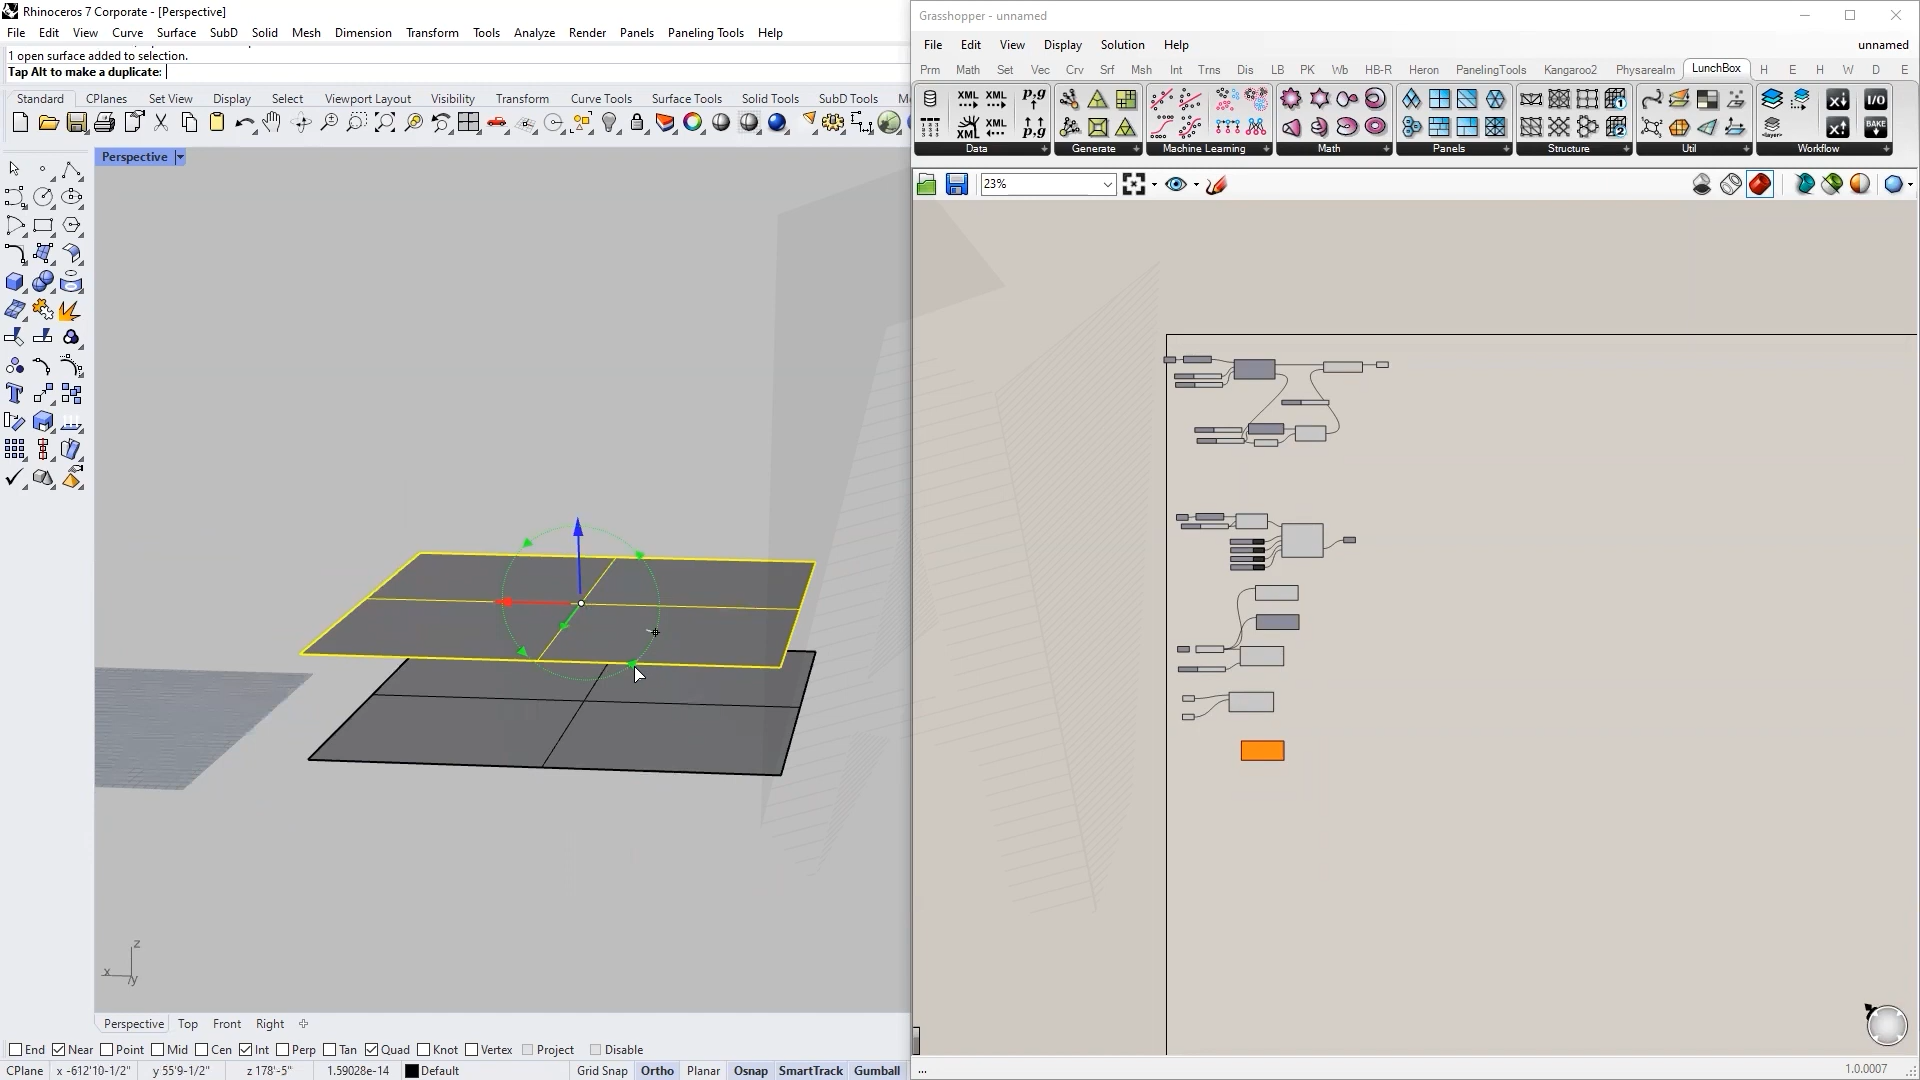 Rhinoceros 7 Corporate - [Perspective]
File Edit View Curve Surface SubD Solid Mesh Dimension Transform Tools Analyze Render Panels Paneling Tools Help
1 open surface added to selection.
Tap Alt to make a duplicate:
Standard CPlanes Set View Display Select Viewport Layout Visibility Transform Curve Tools Surface Tools Solid Tools SubD Tools
Perspective
z
x
y
Perspective Top Front Right
End Near Point Mid Cen Int Perp Tan Quad Knot Vertex Project Disable
CPlane x -612'10-1/2" y 55'9-1/2" z 178'-5" 1.59028e-14 Default Grid Snap Ortho Planar Osnap SmartTrack Gumball
Grasshopper - unnamed
File Edit View Display Solution Help unnamed
Prm Math Set Vec Crv Srf Msh Int Trns Dis LB PK Wb HB-R Heron PanelingTools Kangaroo2 Physarealm LunchBox H E H W D E
XML XML p,g I/O
XML XML p,g BAKE
Data Generate Machine Learning Math Panels Structure Util Workflow
23%
...
1.0.0007